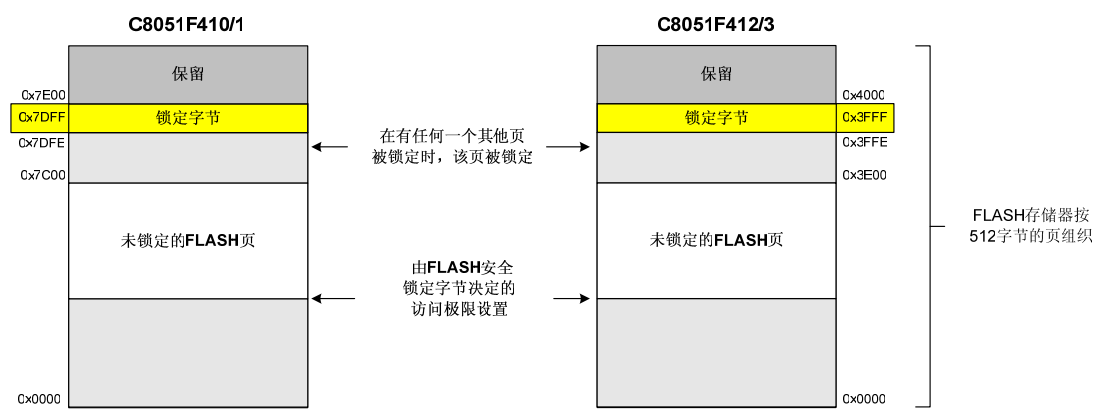 C8051F410/1
C8051F412/3
保留
0x7E00
0x7DFF
锁定字节
0x7DFE
0x7C00
未锁定的FLASH页
0x0000
在有任何一个其他页
被锁定时，该页被锁定
由FLASH安全
锁定字节决定的
访问极限设置
保留
0x4000
锁定字节
0x3FFF
0x3FFE
0x3E00
未锁定的FLASH页
0x0000
FLASH存储器按
512字节的页组织